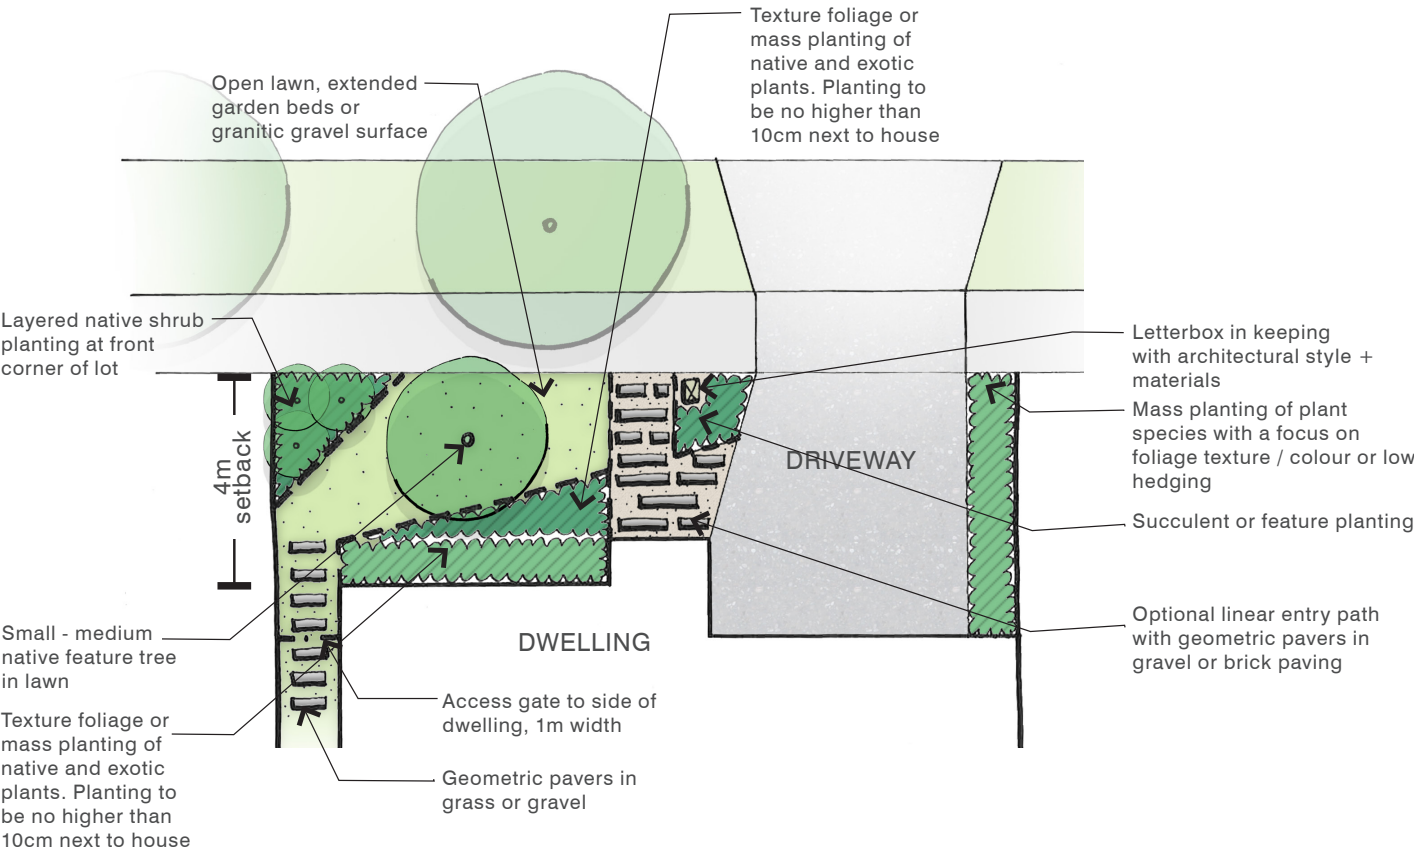 Texture foliage or
mass planting of
native and exotic
plants. Planting to
be no higher than
10cm next to house
Open lawn, extended
garden beds or
granitic gravel surface
Layered native shrub
planting at front
corner of lot
Letterbox in keeping
with architectural style +
materials
Mass planting of plant
species with a focus on
foliage texture / colour or low
hedging
4m
setback
DRIVEWAY
Succulent or feature planting
Optional linear entry path
with geometric pavers in
gravel or brick paving
Small - medium
native feature tree
in lawn
DWELLING
Access gate to side of
dwelling, 1m width
Texture foliage or
mass planting of
native and exotic
plants. Planting to
be no higher than
10cm next to house
Geometric pavers in
grass or gravel